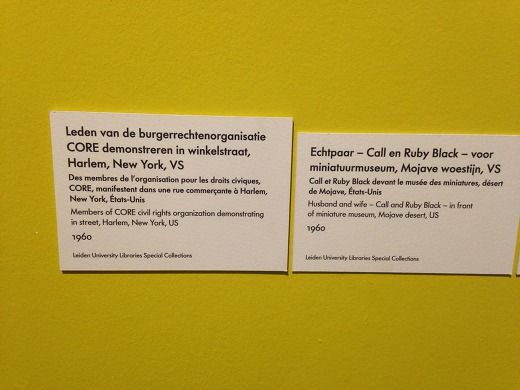 Leden van de burgerrechtenorganisatie
CORE demonstreren in winkelstraat,
Harlem, New York, VS
Des membres de l'organisation pour les droits civiques,
CORE, manifestent dans une rue commerçante à Harlem,
New York, États-Unis
Members of CORE civil rights organization demonstrating
in street, Harlem, New York, US
1960
Leiden University Libraries Special Collections
Echtpaar – Call en Ruby Black – voor
miniatuurmuseum, Mojave woestijn, VS
Call et Ruby Black devant le musée des miniatures, désert
de Mojave, États-Unis
Husband and wife – Call and Ruby Black – in front
of miniature museum, Mojave desert, US
1960
Leiden University Libraries Special Collections